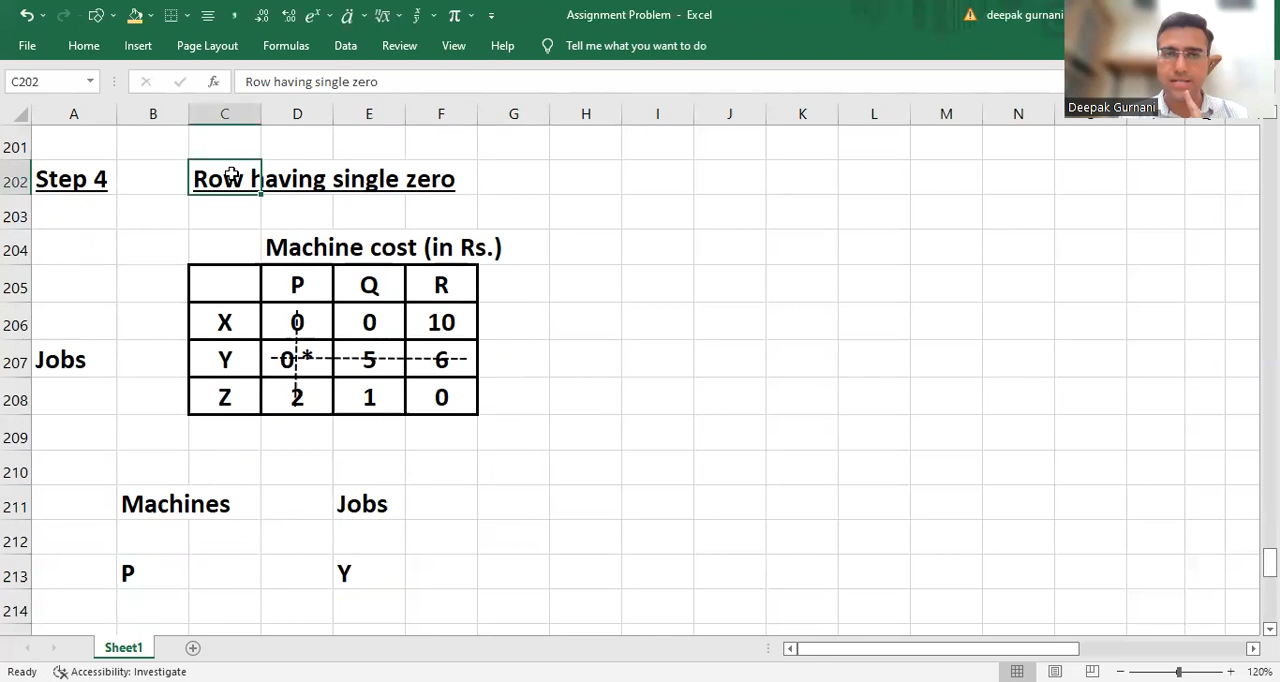 Assignment Problem - Excel
deepak gurnani
File Home Insert Page Layout Formulas Data Review View Help Tell me what you want to do
C202 fx Row having single zero
Deepak Gurnani
A B C D E F G H I J K L M N
201
202 Step 4 Row having single zero
203
204 Machine cost (in Rs.)
205 P Q R
206 X 0 0 10
207 Jobs Y 0 * 5 6
208 Z 2 1 0
209
210
211 Machines Jobs
212
213 P Y
214
Sheet1
Ready Accessibility: Investigate 120%